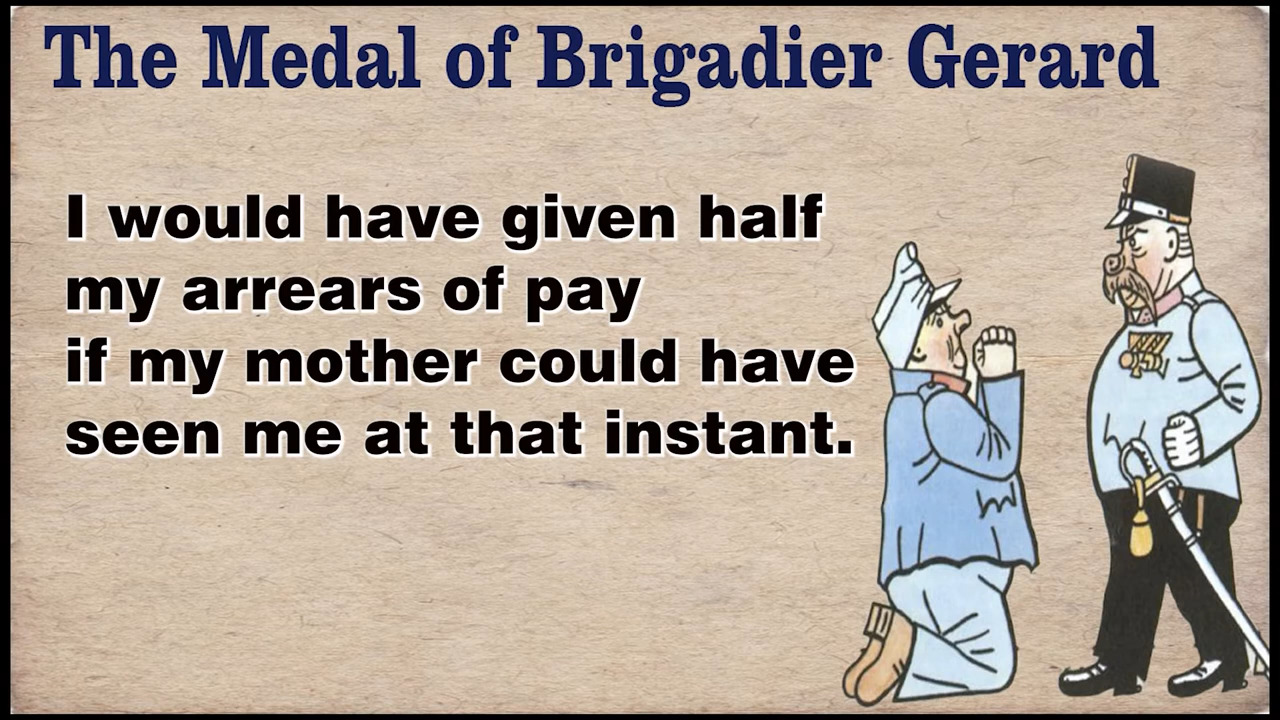 The Medal of Brigadier Gerard
I would have given half
my arrears of pay
if my mother could have
seen me at that instant.